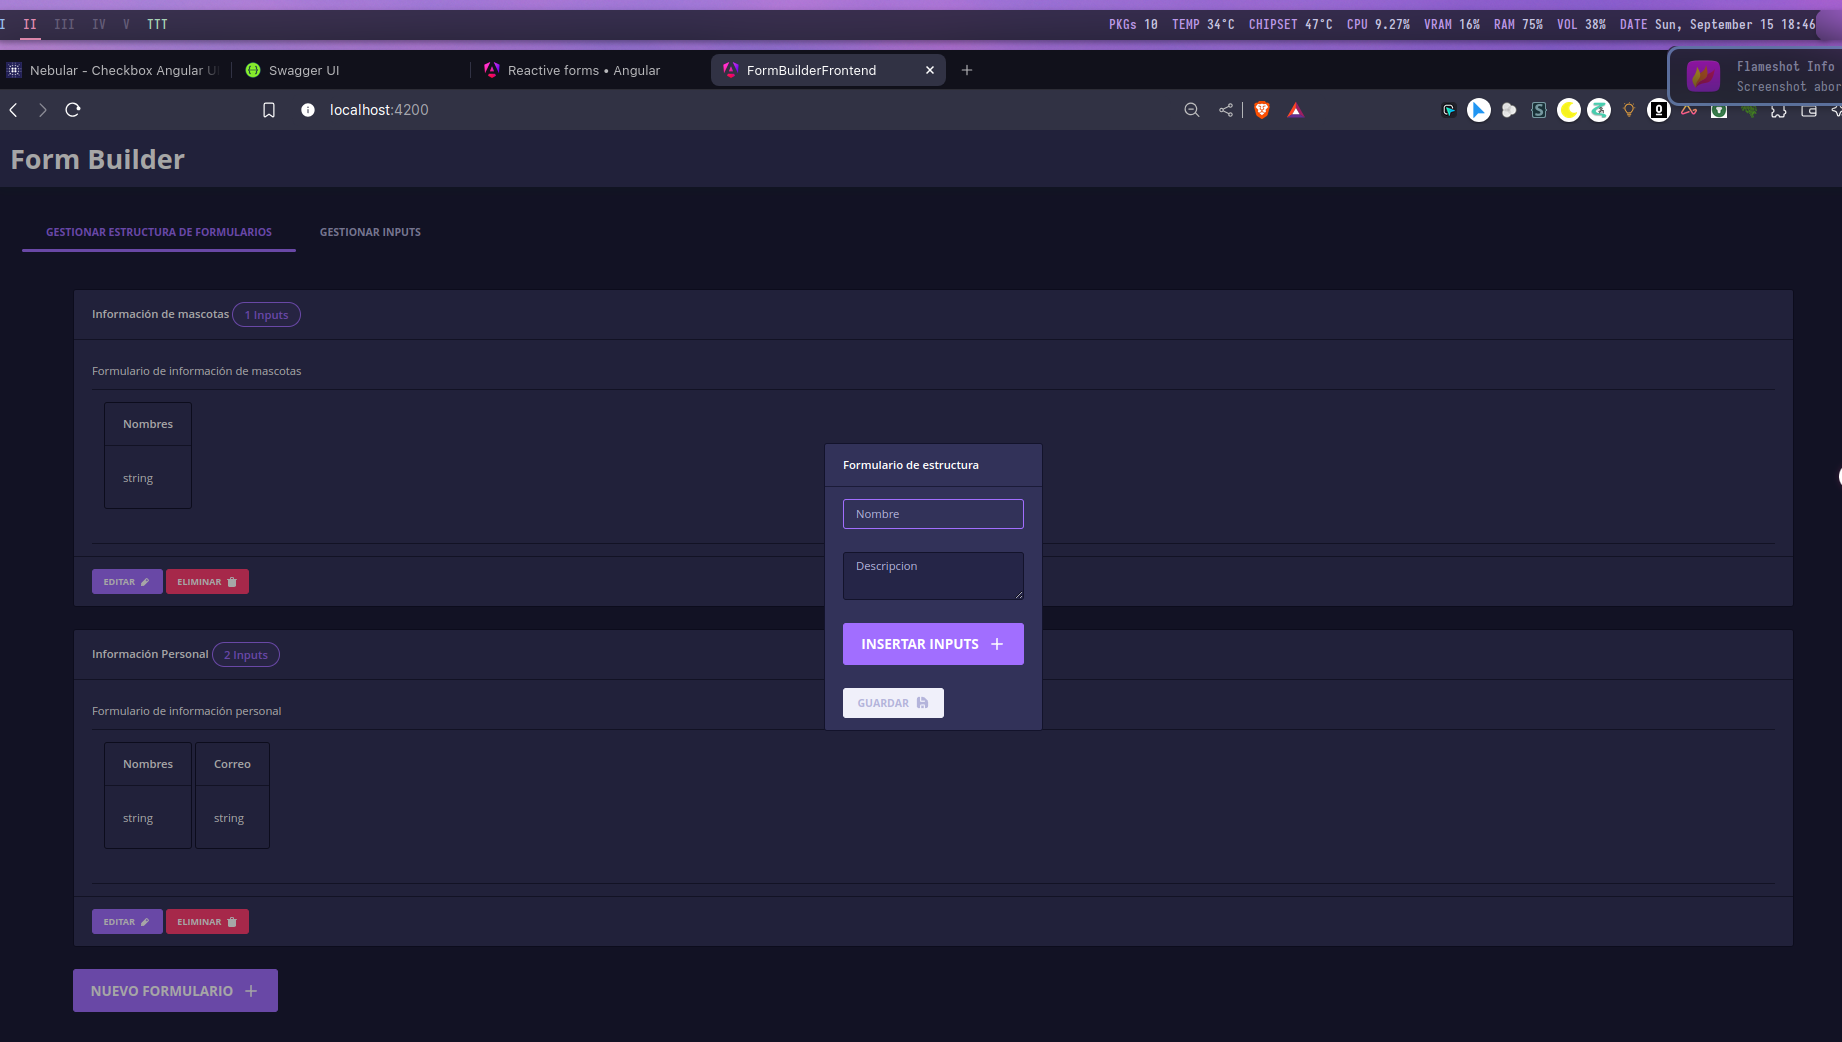 I II III IV V TTT PKGs 10 TEMP 34°C CHIPSET 47°C CPU 9.27% VRAM 16% RAM 75% VOL 38% DATE Sun, September 15 18:46
Nebular - Checkbox Angular U
Swagger UI
Reactive forms • Angular
FormBuilderFrontend
Flameshot Info
Screenshot abor
localhost:4200
Form Builder
GESTIONAR ESTRUCTURA DE FORMULARIOS
GESTIONAR INPUTS
Información de mascotas 1 Inputs
Formulario de información de mascotas
Nombres
string
EDITAR ELIMINAR
Formulario de estructura
Nombre
Descripcion
INSERTAR INPUTS
GUARDAR
Información Personal 2 Inputs
Formulario de información personal
Nombres Correo
string string
EDITAR ELIMINAR
NUEVO FORMULARIO